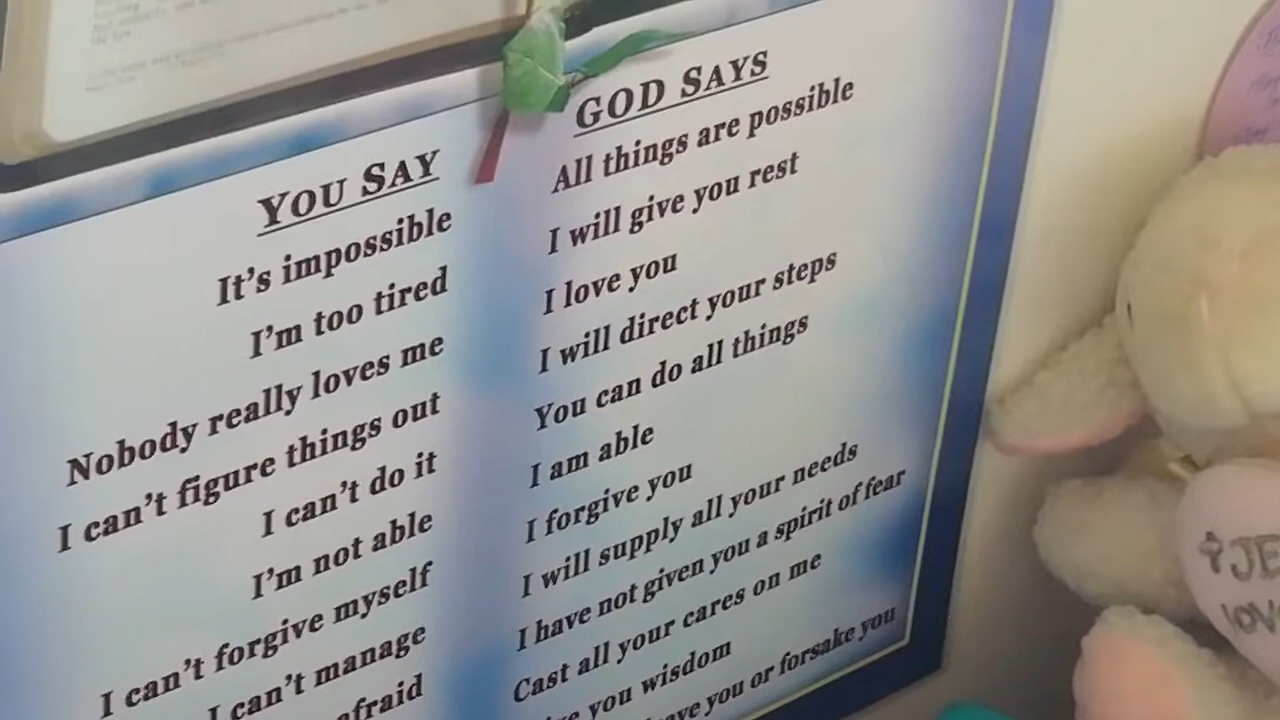 YOU SAY
It's impossible
I'm too tired
Nobody really loves me
I can't figure things out
I can't do it
I'm not able
I can't forgive myself
I can't manage
afraid
GOD SAYS
All things are possible
I will give you rest
I love you
I will direct your steps
You can do all things
I am able
I forgive you
I will supply all your needs
I have not given you a spirit of fear
Cast all your cares on me
you wisdom
you or forsake you
JE